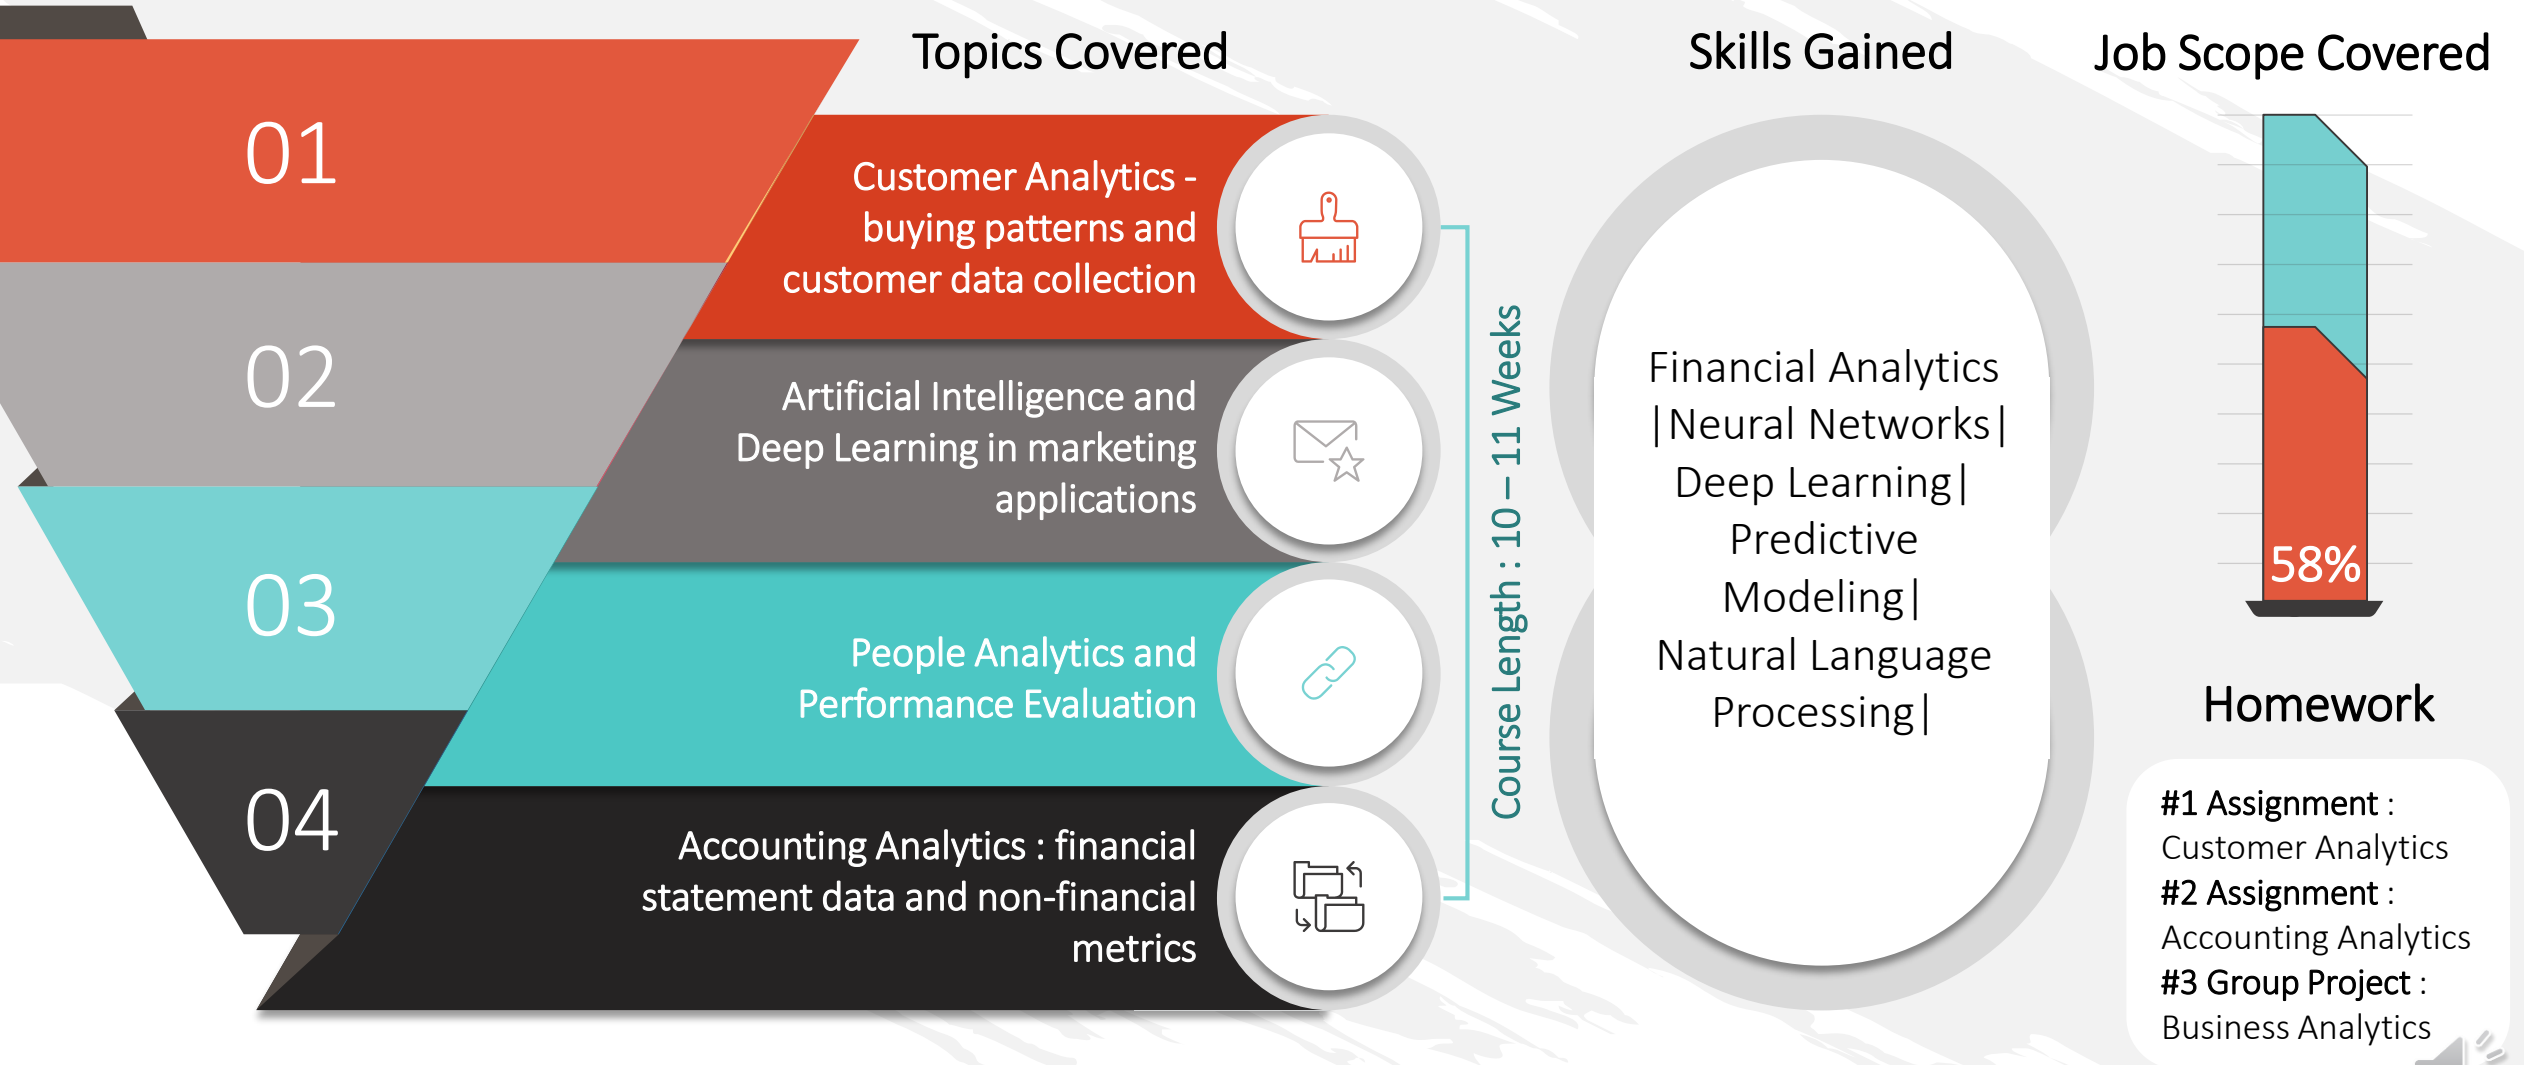 Topics Covered
Skills Gained
Job Scope Covered
01
Customer Analytics -
buying patterns and
customer data collection
02
Artificial Intelligence and
Deep Learning in marketing
applications
03
People Analytics and
Performance Evaluation
04
Accounting Analytics : financial
statement data and non-financial
metrics
Course Length : 10 – 11 Weeks
Financial Analytics
|Neural Networks|
Deep Learning|
Predictive
Modeling|
Natural Language
Processing|
58%
Homework
#1 Assignment :
Customer Analytics
#2 Assignment :
Accounting Analytics
#3 Group Project :
Business Analytics